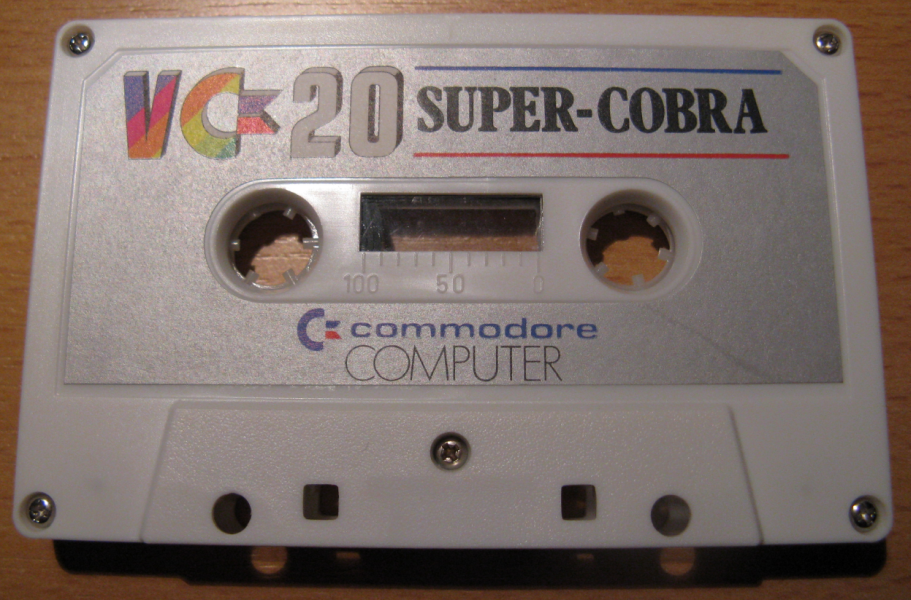 VC 20 SUPER-COBRA
100 50 0
commodore
COMPUTER